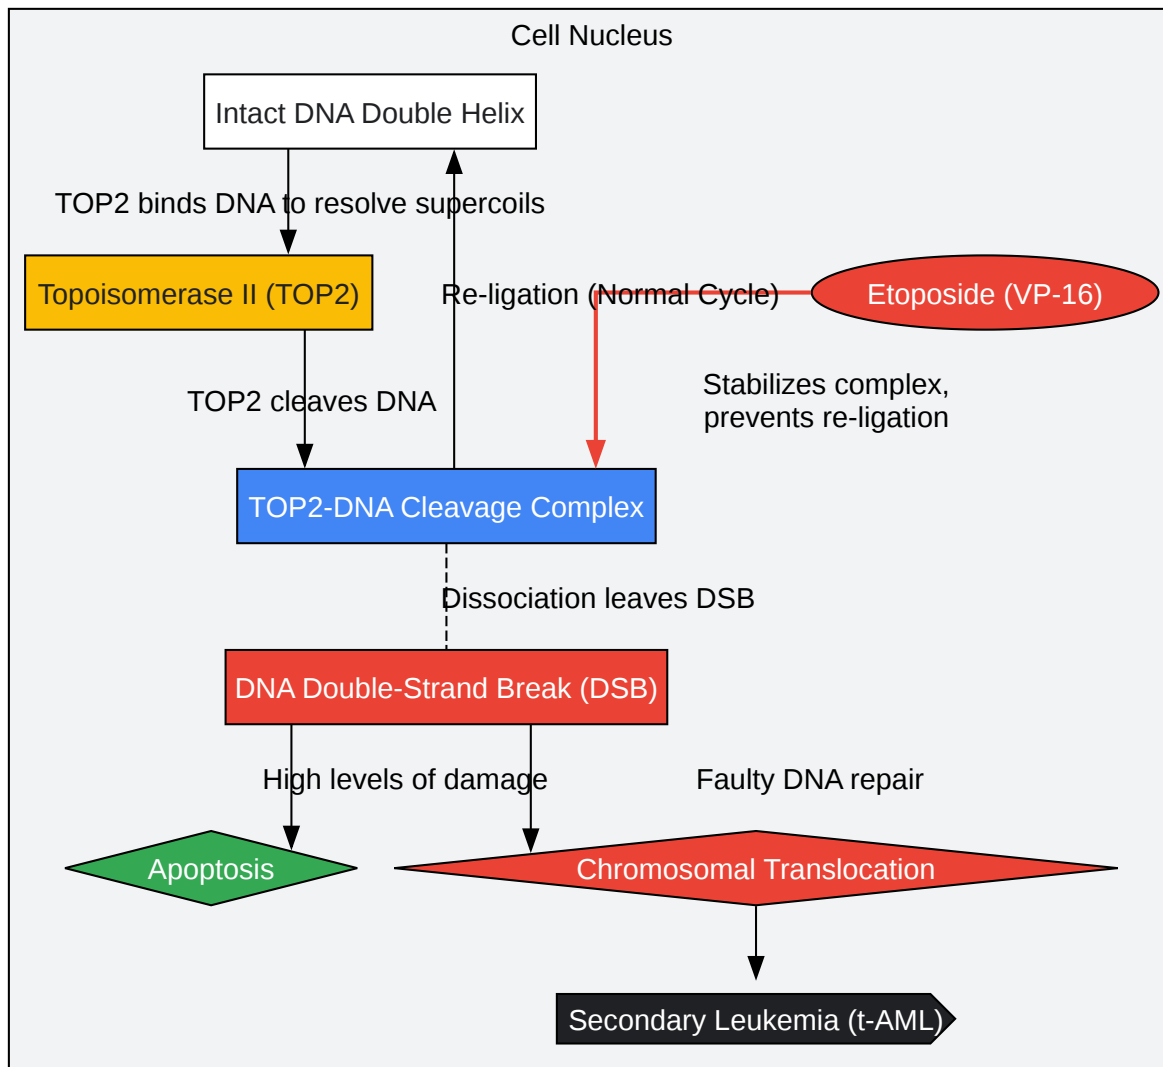 Cell Nucleus
Intact DNA Double Helix
TOP2 binds DNA to resolve supercoils
Topoisomerase II (TOP2)
Re-ligation (Normal Cycle)
Etoposide (VP-16)
TOP2 cleaves DNA
Stabilizes complex,
prevents re-ligation
TOP2-DNA Cleavage Complex
Dissociation leaves DSB
DNA Double-Strand Break (DSB)
High levels of damage
Faulty DNA repair
Apoptosis
Chromosomal Translocation
Secondary Leukemia (t-AML)